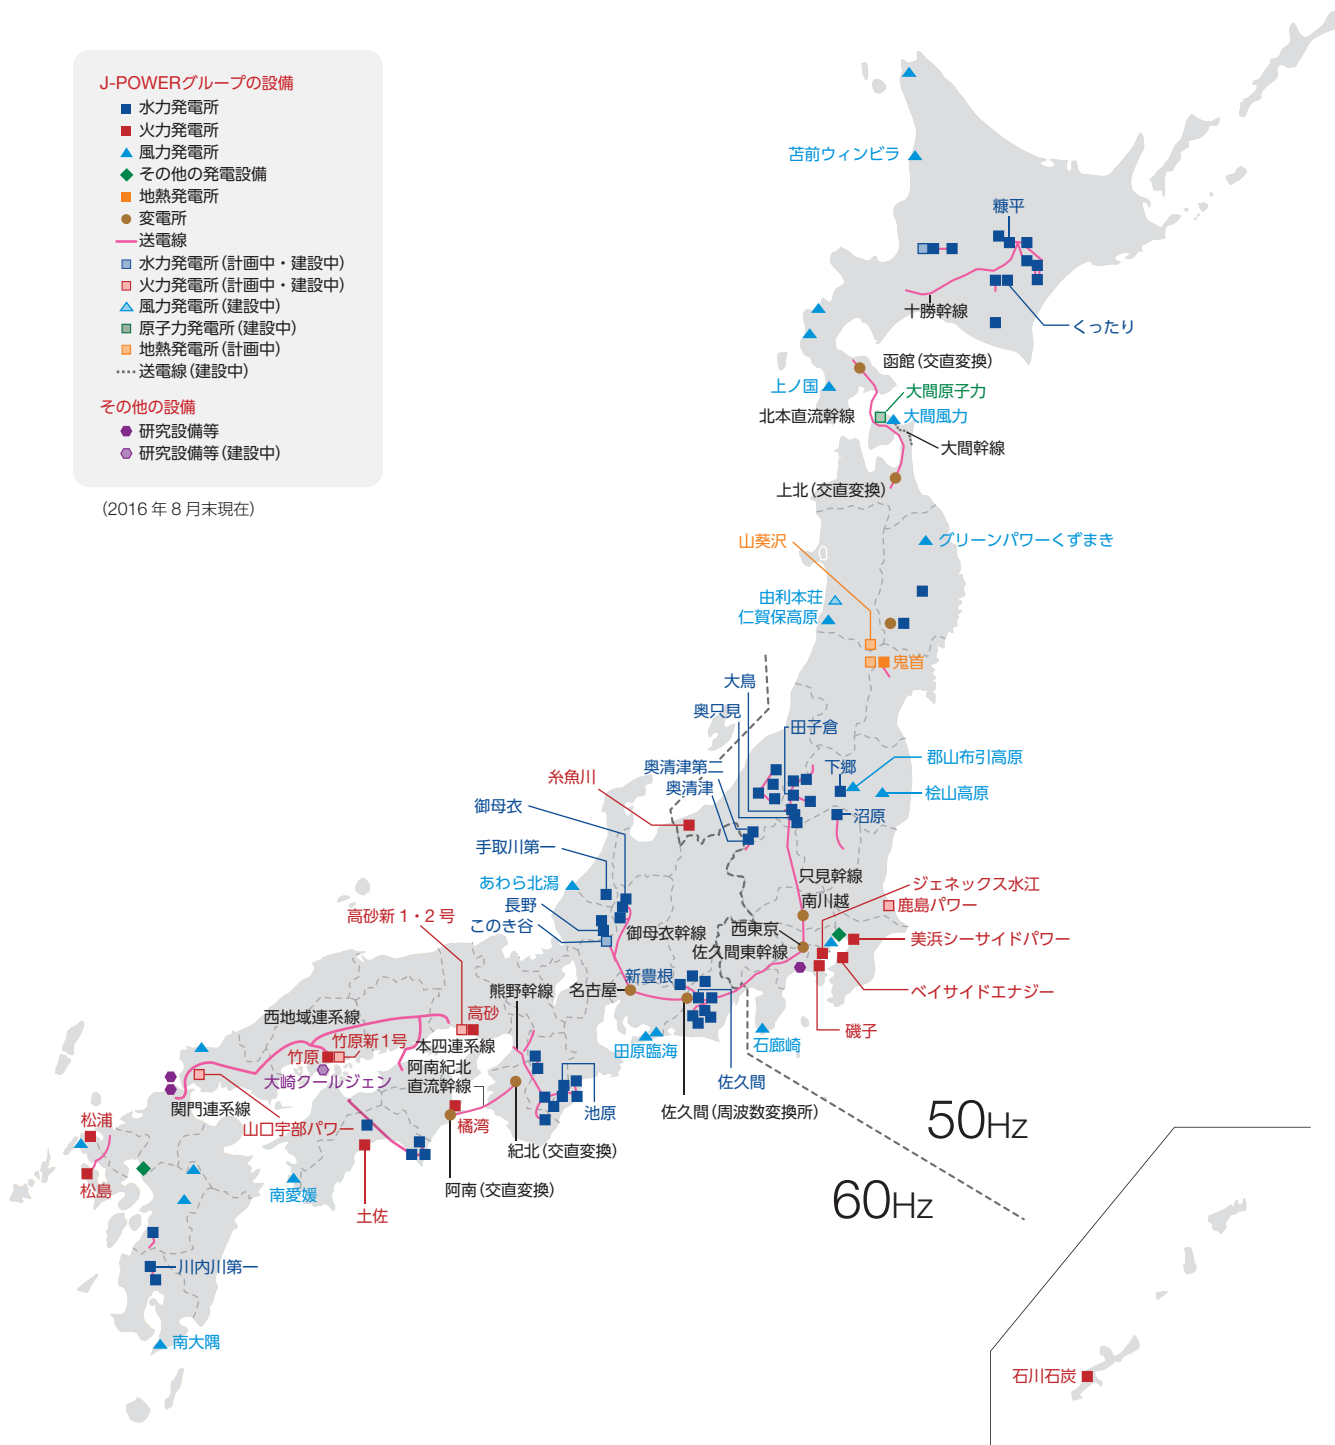 J-POWERグループの設備
水力発電所
火力発電所
風力発電所
その他の発電設備
地熱発電所
変電所
送電線
水力発電所(計画中・建設中)
火力発電所(計画中・建設中)
風力発電所(建設中)
原子力発電所(建設中)
地熱発電所(計画中)
送電線(建設中)
その他の設備
研究設備等
研究設備等(建設中)
(2016年8月末現在)
苫前ウィンビラ
糠平
十勝幹線
くったり
函館(交直変換)
上ノ国
大間原子力
北本直流幹線
大間風力
大間幹線
上北(交直変換)
山葵沢
グリーンパワーくずまき
由利本荘
仁賀保高原
鬼首
大鳥
奥只見
田子倉
奥清津第二
下郷
郡山布引高原
糸魚川
奥清津
桧山高原
御母衣
沼原
手取川第一
只見幹線
あわら北潟
ジェネックス水江
長野
南川越
鹿島パワー
高砂新1・2号
このき谷
御母衣幹線
西東京
美浜シーサイドパワー
佐久間東幹線
新豊根
熊野幹線
名古屋
ベイサイドエナジー
西地域連系線
高砂
磯子
竹原新1号
本四連系線
田原臨海
石廊崎
竹原
阿南紀北
直流幹線
大崎クールジェン
佐久間
関門連系線
池原
佐久間(周波数変換所)
松浦
山口宇部パワー
橘湾
50Hz
紀北(交直変換)
松島
南愛媛
阿南(交直変換)
60Hz
土佐
川内川第一
南大隅
石川石炭